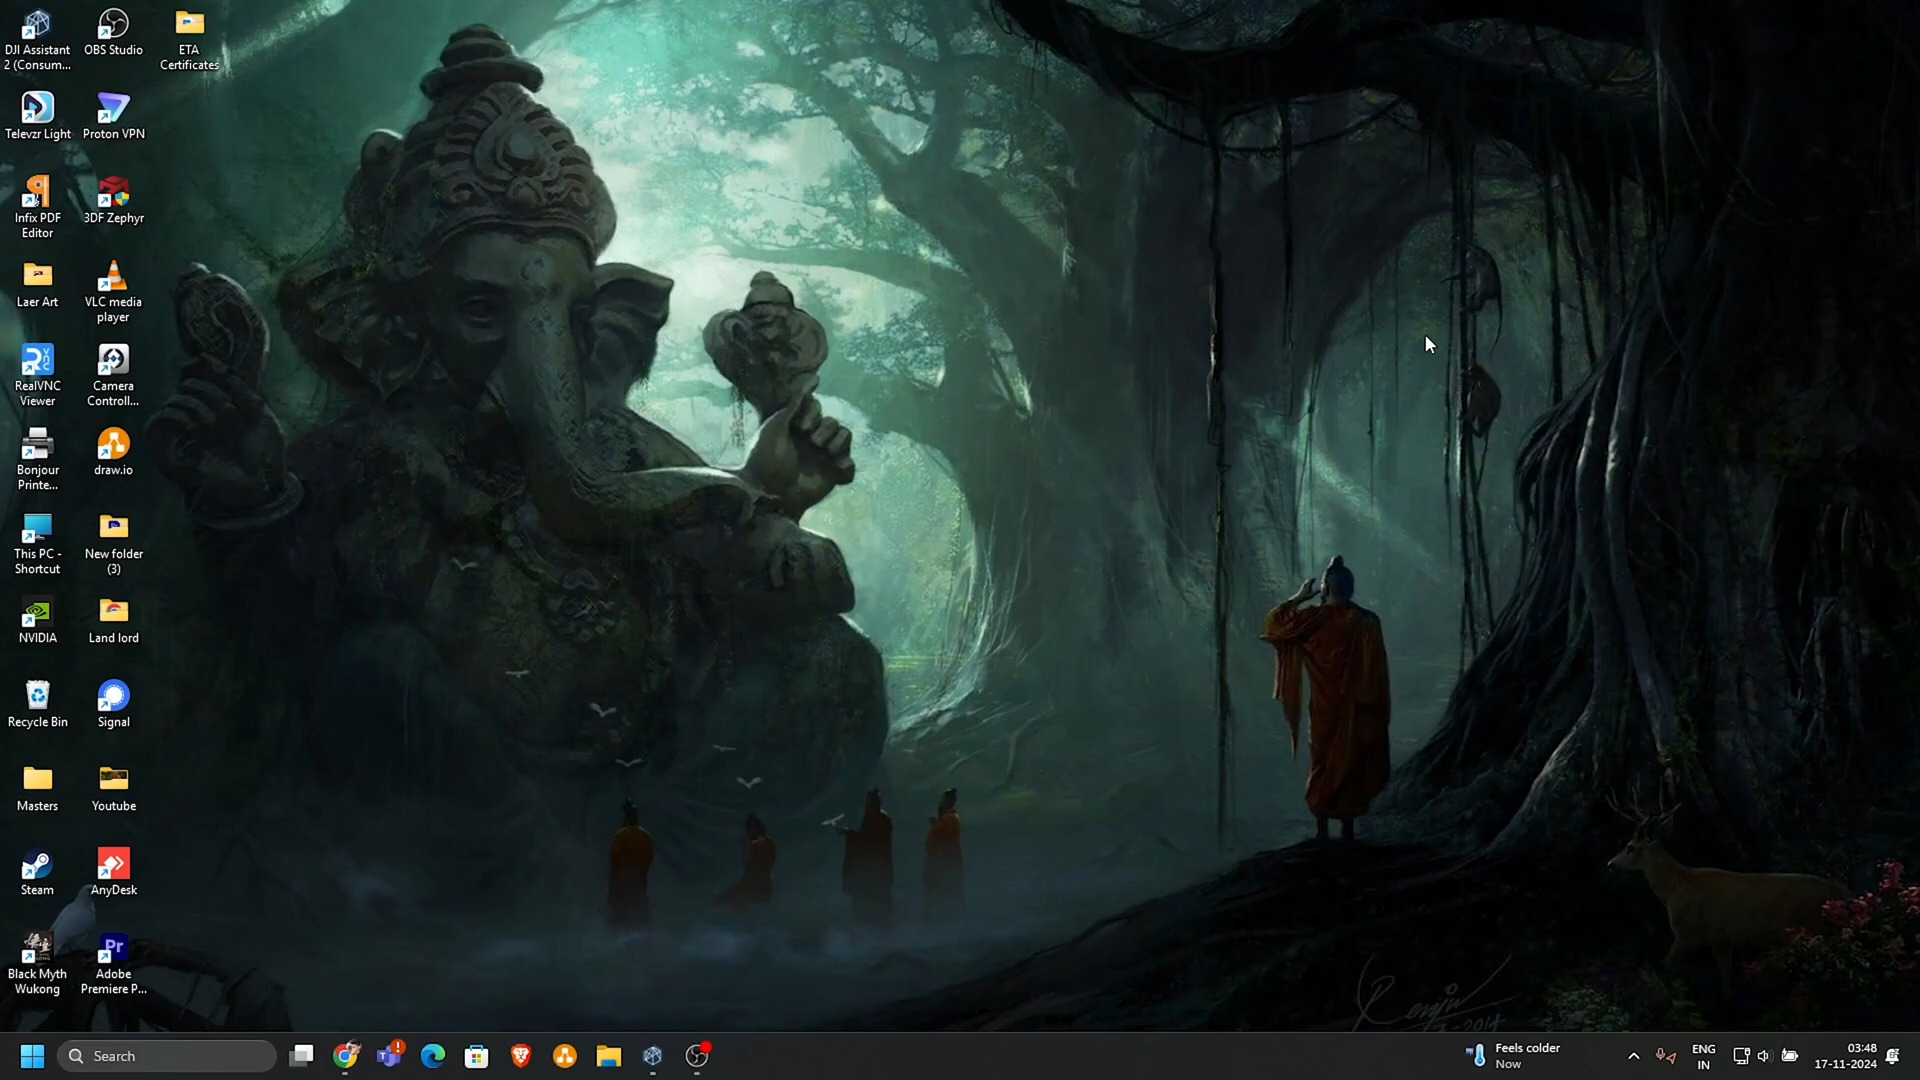 DJI Assistant
2 (Consum...
OBS Studio
ETA
Certificates
Televzr Light
Proton VPN
Infix PDF
Editor
3DF Zephyr
Laer Art
VLC media
player
RealVNC
Viewer
Camera
Controll...
Bonjour
Printe...
draw.io
This PC -
Shortcut
New folder
(3)
NVIDIA
Land lord
Recycle Bin
Signal
Masters
Youtube
Steam
AnyDesk
Black Myth
Wukong
Pr
Adobe
Premiere P...
Search
Feels colder
Now
ENG
IN
03:48
17-11-2024